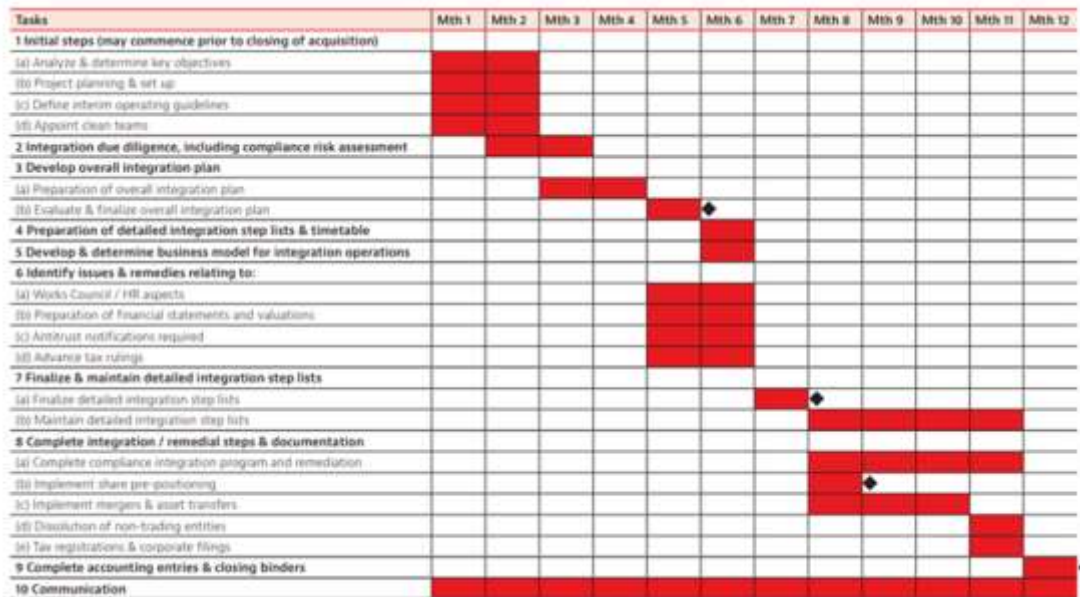 Tasks Mth 1 Mth 2 Mth 3 Mth 4 Mth 5 Mth 6 Mth 7 Mth 8 Mth 9 Mth 10 Mth 11 Mth 12
1 Initial steps (may commence prior to closing of acquisition)
(a) Analyze & determine key objectives
(b) Project planning & set up
(c) Define interim operating guidelines
(d) Appoint clean teams
2 Integration due diligence, including compliance risk assessment
3 Develop overall integration plan
(a) Preparation of overall integration plan
(b) Evaluate & finalize overall integration plan
4 Preparation of detailed integration step lists & timetable
5 Develop & determine business model for integration operations
6 Identify issues & remedies relating to:
(a) Works Council / HR aspects
(b) Preparation of financial statements and valuations
(c) Antitrust notifications required
(d) Advance tax rulings
7 Finalize & maintain detailed integration step lists
(a) Finalize detailed integration step lists
(b) Maintain detailed integration step lists
8 Complete integration / remedial steps & documentation
(a) Complete compliance integration program and remediation
(b) Implement share pre-positioning
(c) Implement mergers & asset transfers
(d) Dissolution of non-trading entities
(e) Tax registrations & corporate filings
9 Complete accounting entries & closing binders
10 Communication